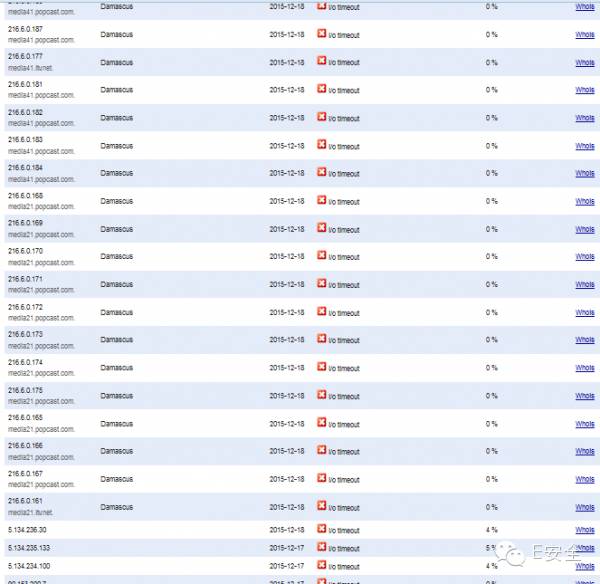 Damascus 2015-12-18 i/o timeout 0 % WhoIs
media41.popcast.com.
216.6.0.187 Damascus 2015-12-18 i/o timeout 0 % WhoIs
media41.popcast.com.
216.6.0.177 Damascus 2015-12-18 i/o timeout 0 % WhoIs
media41.ltunet.
216.6.0.181 Damascus 2015-12-18 i/o timeout 0 % WhoIs
media41.popcast.com.
216.6.0.182 Damascus 2015-12-18 i/o timeout 0 % WhoIs
media41.popcast.com.
216.6.0.183 Damascus 2015-12-18 i/o timeout 0 % WhoIs
media41.popcast.com.
216.6.0.184 Damascus 2015-12-18 i/o timeout 0 % WhoIs
media41.popcast.com.
216.6.0.168 Damascus 2015-12-18 i/o timeout 0 % WhoIs
media21.popcast.com.
216.6.0.169 Damascus 2015-12-18 i/o timeout 0 % WhoIs
media21.popcast.com.
216.6.0.170 Damascus 2015-12-18 i/o timeout 0 % WhoIs
media21.popcast.com.
216.6.0.171 Damascus 2015-12-18 i/o timeout 0 % WhoIs
media21.popcast.com.
216.6.0.172 Damascus 2015-12-18 i/o timeout 0 % WhoIs
media21.popcast.com.
216.6.0.173 Damascus 2015-12-18 i/o timeout 0 % WhoIs
media21.popcast.com.
216.6.0.174 Damascus 2015-12-18 i/o timeout 0 % WhoIs
media21.popcast.com.
216.6.0.175 Damascus 2015-12-18 i/o timeout 0 % WhoIs
media21.popcast.com.
216.6.0.165 Damascus 2015-12-18 i/o timeout 0 % WhoIs
media21.popcast.com.
216.6.0.166 Damascus 2015-12-18 i/o timeout 0 % WhoIs
media21.popcast.com.
216.6.0.167 Damascus 2015-12-18 i/o timeout 0 % WhoIs
media21.popcast.com.
216.6.0.161 Damascus 2015-12-18 i/o timeout 0 % WhoIs
media21.ltunet.
5.134.236.30 2015-12-18 i/o timeout 4 % WhoIs
5.134.235.133 2015-12-17 i/o timeout 5 % WhoIs
E安全
5.134.234.100 2015-12-17 i/o timeout 4 % WhoIs